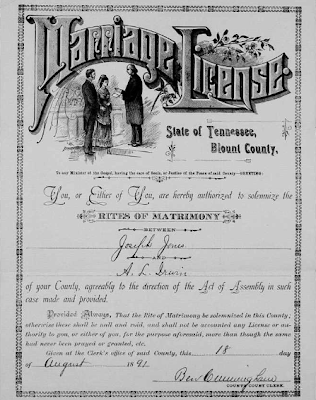 Marriage License.
State of Tennessee,
Blount County.
To any Minister of the Gospel, having the care of Souls, or Justice of the Peace of said County—GREETING:
You, or Either of You, are hereby authorized to solemnize the
RITES OF MATRIMONY
BETWEEN
Joseph Jones
AND
A. L. Irwin
of your County, agreeably to the direction of the Act of Assembly in such
case made and provided.
Provided Always, That the Rite of Matrimony be solemnized in this County,
otherwise these shall be null and void, and shall not be accounted any License or au-
thority to you, or either of you, for the purpose aforesaid, more than though the same
had never been prayed or granted, etc.
Given at the Clerk's office of said County, this 18 day
of August 1891
Ben Cunningham
COUNTY COURT CLERK.